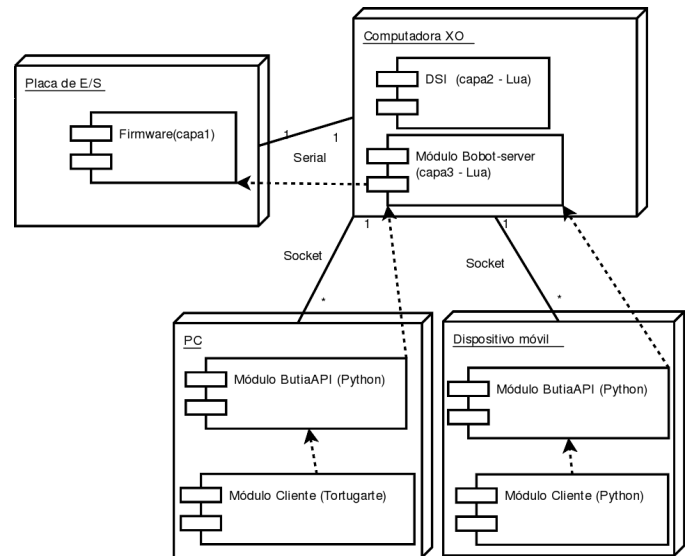 Computadora XO
DSI (capa2 - Lua)
Placa de E/S
Firmware(capa1)
1
1
Serial
Módulo Bobot-server
(capa3 - Lua)
1
1
Socket
Socket
*
*
PC
Módulo ButiaAPI (Python)
Módulo Cliente (Tortugarte)
Dispositivo móvil
Módulo ButiaAPI (Python)
Módulo Cliente (Python)